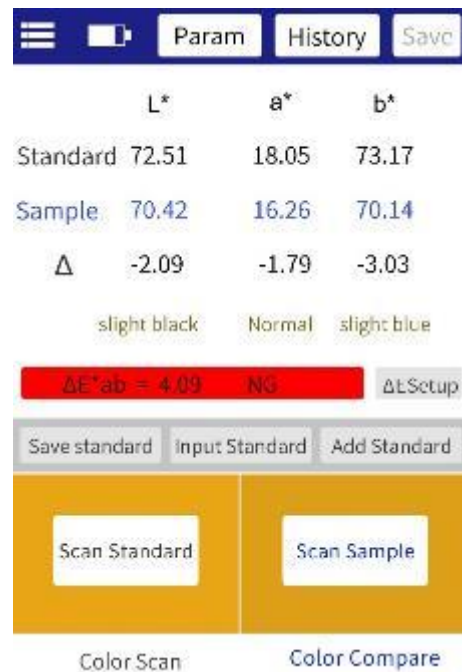 Param History Save
L* a* b*
Standard 72.51 18.05 73.17
Sample 70.42 16.26 70.14
Δ -2.09 -1.79 -3.03
slight black Normal slight blue
ΔE*ab = 4.09 NG ΔESetup
Save standard Input Standard Add Standard
Scan Standard Scan Sample
Color Scan Color Compare